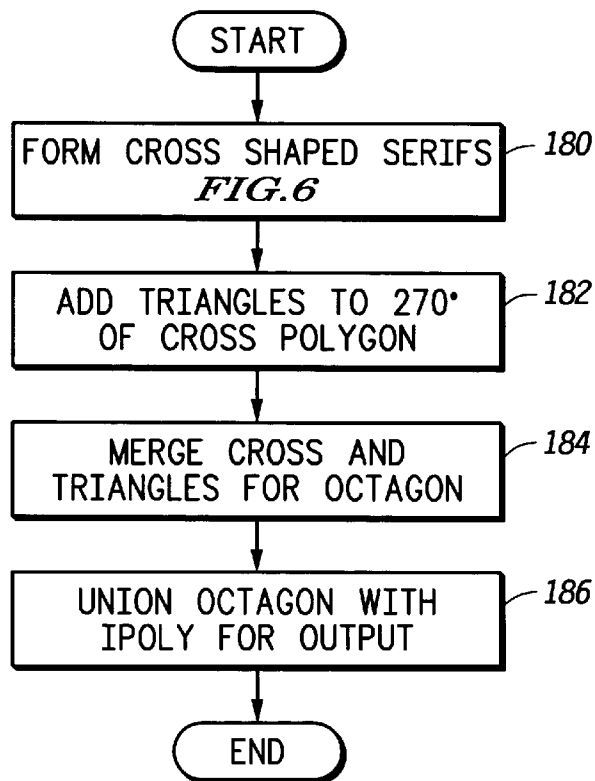 START
FORM CROSS SHAPED SERIFS
FIG.6
180
ADD TRIANGLES TO 270°
OF CROSS POLYGON
182
MERGE CROSS AND
TRIANGLES FOR OCTAGON
184
UNION OCTAGON WITH
IPOLY FOR OUTPUT
186
END